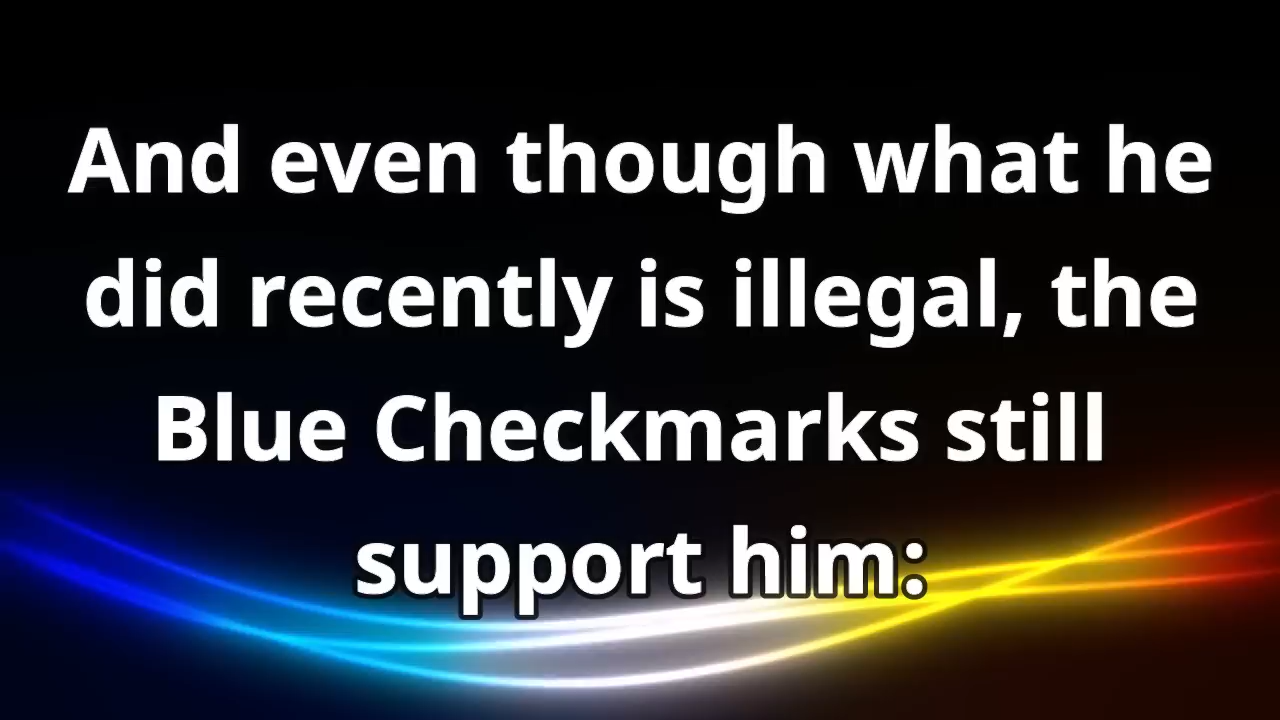 And even though what he
did recently is illegal, the
Blue Checkmarks still
support him: